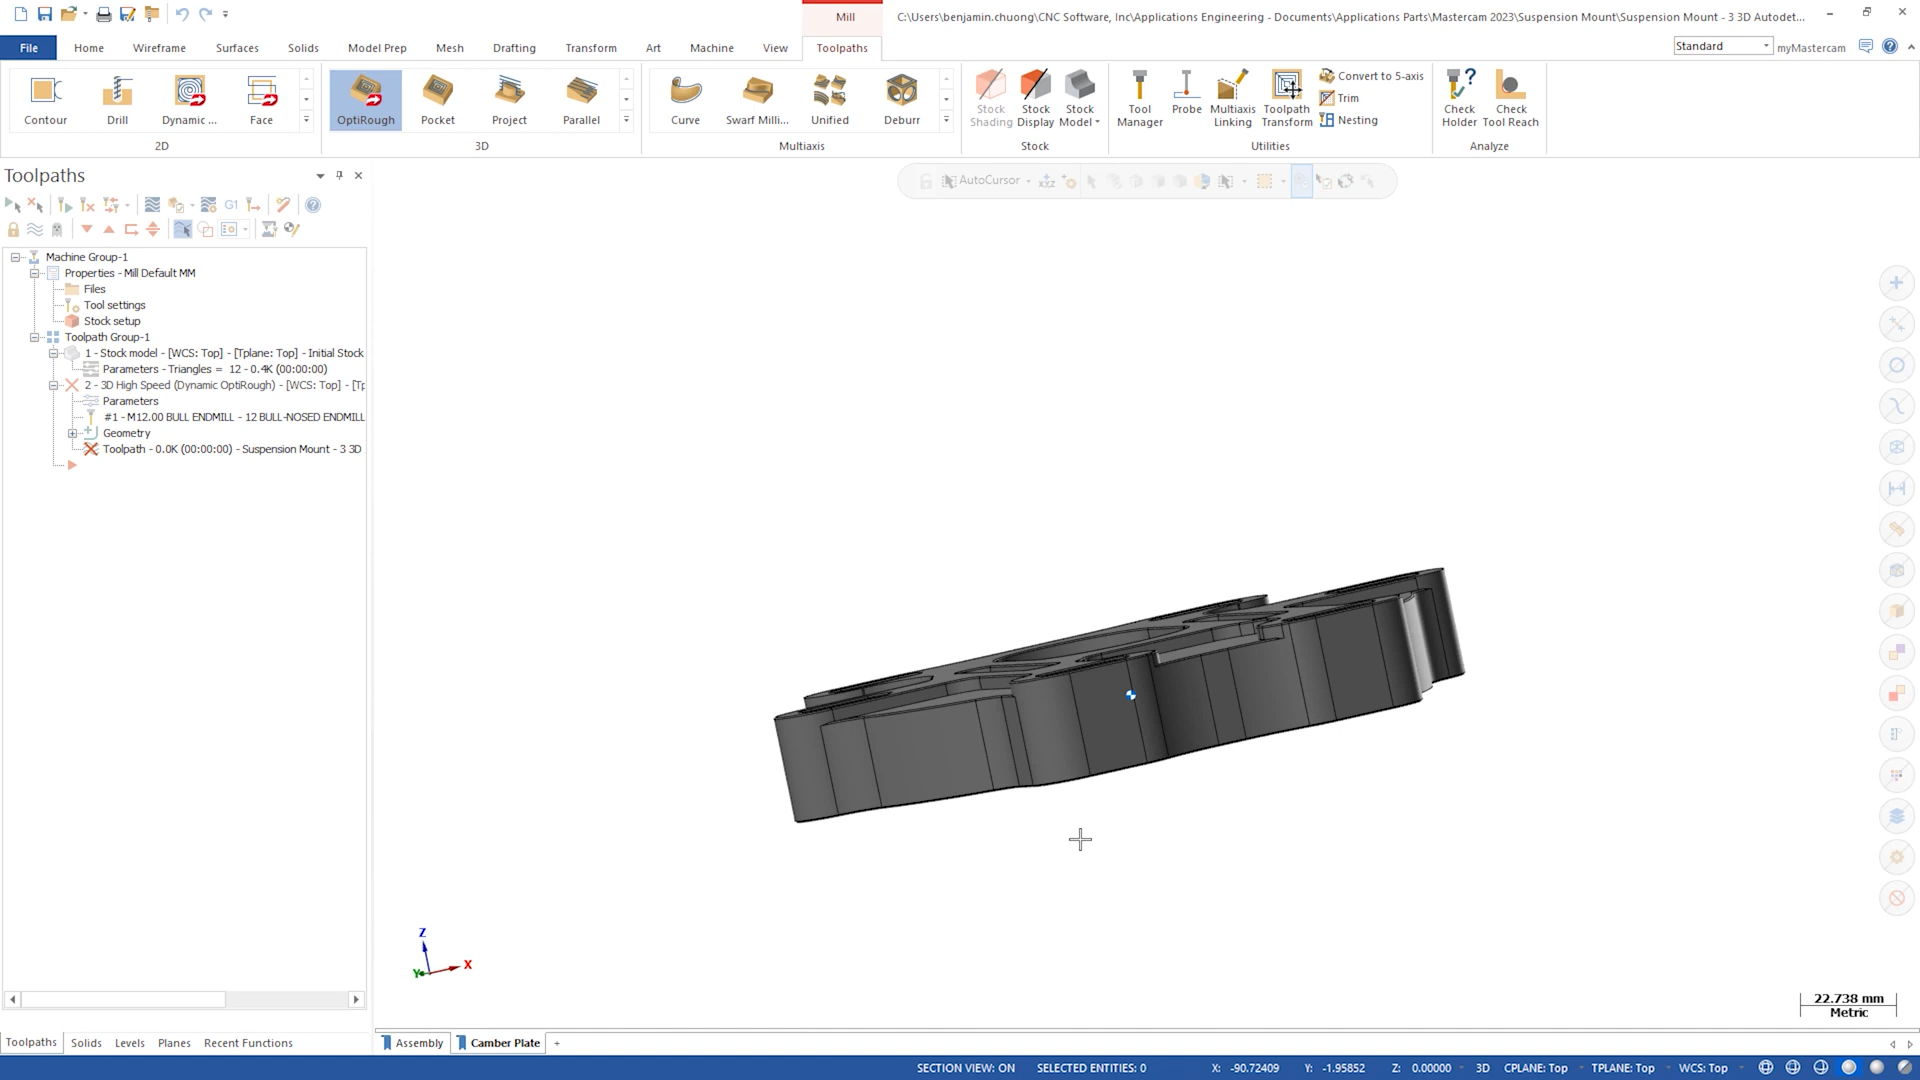 Mill
C:\Users\benjamin.chuong\CNC Software, Inc\Applications Engineering - Documents\Applications Parts\Mastercam 2023\Suspension Mount\Suspension Mount - 3 3D Autodet...
File
Home
Wireframe
Surfaces
Solids
Model Prep
Mesh
Drafting
Transform
Art
Machine
View
Toolpaths
Standard
myMastercam
Contour
Drill
Dynamic ...
Face
2D
OptiRough
Pocket
Project
Parallel
3D
Curve
Swarf Milli...
Unified
Deburr
Multiaxis
Stock Shading
Stock Display
Stock Model
Stock
Tool Manager
Probe
Multiaxis Linking
Toolpath Transform
Convert to 5-axis
Trim
Nesting
Utilities
Check Holder
Check Tool Reach
Analyze
Toolpaths
G1
AutoCursor
XYZ
Machine Group-1
Properties - Mill Default MM
Files
Tool settings
Stock setup
Toolpath Group-1
1 - Stock model - [WCS: Top] - [Tplane: Top] - Initial Stock
Parameters - Triangles = 12 - 0.4K (00:00:00)
2 - 3D High Speed (Dynamic OptiRough) - [WCS: Top] - [Tp
Parameters
#1 - M12.00 BULL ENDMILL - 12 BULL-NOSED ENDMILL
Geometry
Toolpath - 0.0K (00:00:00) - Suspension Mount - 3 3D
Z
Y
X
22.738 mm
Metric
Toolpaths
Solids
Levels
Planes
Recent Functions
Assembly
Camber Plate
+
SECTION VIEW: ON
SELECTED ENTITIES: 0
X: -90.72409
Y: -1.95852
Z: 0.00000
3D
CPLANE: Top
TPLANE: Top
WCS: Top